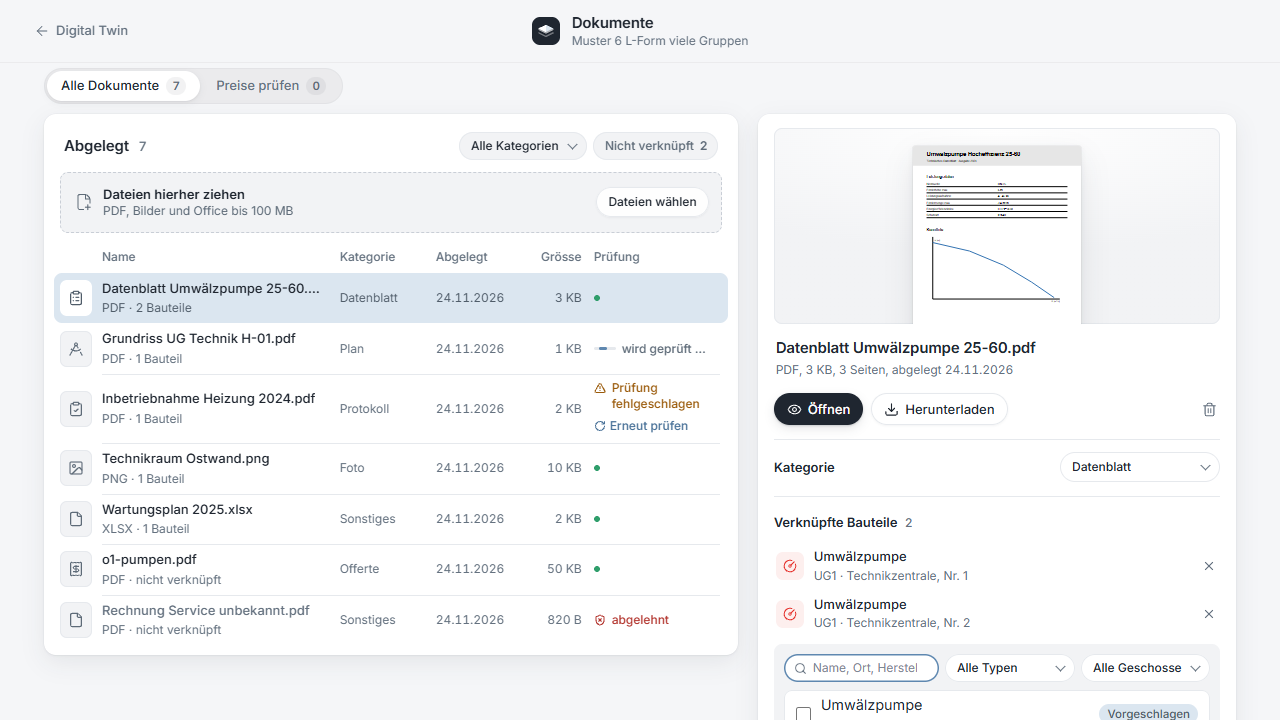 Digital Twin
Dokumente
Muster 6 L-Form viele Gruppen
Alle Dokumente 7
Preise prüfen 0
Abgelegt 7
Alle Kategorien
Nicht verknüpft 2
Dateien hierher ziehen
PDF, Bilder und Office bis 100 MB
Dateien wählen
Name Kategorie Abgelegt Grösse Prüfung
Datenblatt Umwälzpumpe 25-60....
PDF · 2 Bauteile
Datenblatt 24.11.2026 3 KB
Grundriss UG Technik H-01.pdf
PDF · 1 Bauteil
Plan 24.11.2026 1 KB wird geprüft ...
Inbetriebnahme Heizung 2024.pdf
PDF · 1 Bauteil
Protokoll 24.11.2026 2 KB
Prüfung
fehlgeschlagen
Erneut prüfen
Technikraum Ostwand.png
PNG · 1 Bauteil
Foto 24.11.2026 10 KB
Wartungsplan 2025.xlsx
XLSX · 1 Bauteil
Sonstiges 24.11.2026 2 KB
o1-pumpen.pdf
PDF · nicht verknüpft
Offerte 24.11.2026 50 KB
Rechnung Service unbekannt.pdf
PDF · nicht verknüpft
Sonstiges 24.11.2026 820 B abgelehnt
Umwälzpumpe Hocheffizienz 25-60
Datenblatt Umwälzpumpe 25-60.pdf
PDF, 3 KB, 3 Seiten, abgelegt 24.11.2026
Öffnen
Herunterladen
Kategorie
Datenblatt
Verknüpfte Bauteile 2
Umwälzpumpe
UG1 · Technikzentrale, Nr. 1
Umwälzpumpe
UG1 · Technikzentrale, Nr. 2
Name, Ort, Herstel
Alle Typen
Alle Geschosse
Umwälzpumpe
Vorgeschlagen